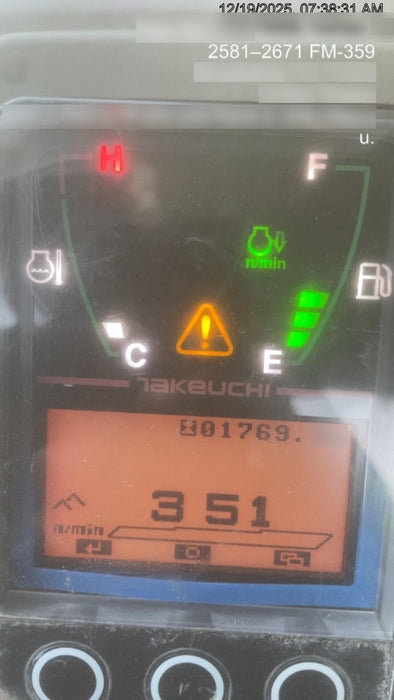 12/19/2025 07:38:31 AM
2581–2671 FM-359
u.
H
F
n/min
C
E
TAKEUCHI
01769.
351
n/min